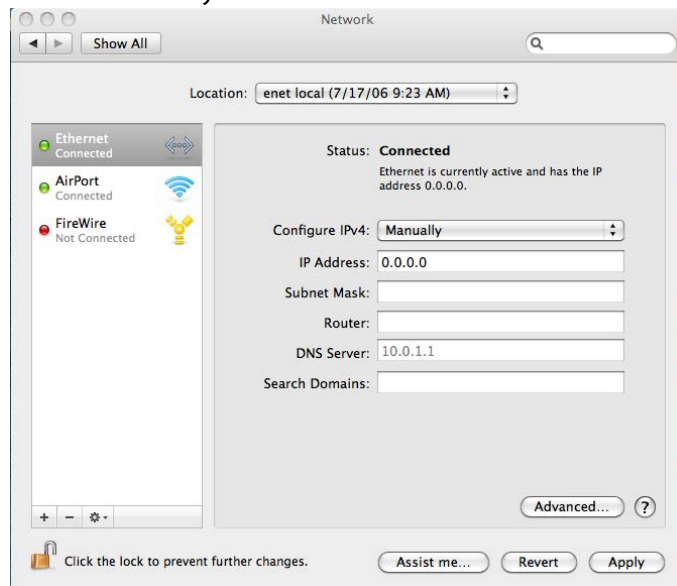 Network
Show All
Location: enet local (7/17/06 9:23 AM)
Ethernet
Connected
AirPort
Connected
FireWire
Not Connected
Status: Connected
Ethernet is currently active and has the IP
address 0.0.0.0.
Configure IPv4: Manually
IP Address: 0.0.0.0
Subnet Mask:
Router:
DNS Server: 10.0.1.1
Search Domains:
Advanced... ?
+ −
Click the lock to prevent further changes.
Assist me... Revert Apply